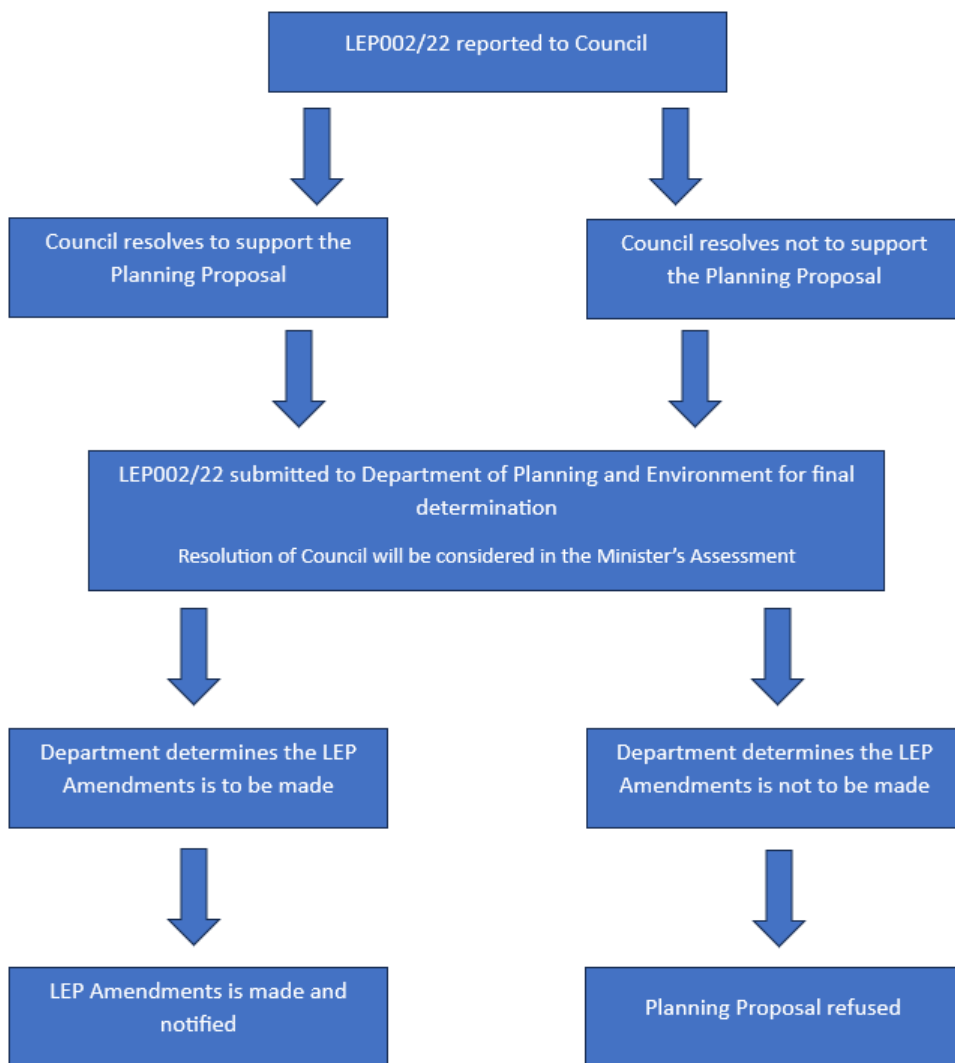 LEP002/22 reported to Council
Council resolves to support the
Planning Proposal
Council resolves not to support
the Planning Proposal
LEP002/22 submitted to Department of Planning and Environment for final
determination
Resolution of Council will be considered in the Minister’s Assessment
Department determines the LEP
Amendments is to be made
Department determines the LEP
Amendments is not to be made
LEP Amendments is made and
notified
Planning Proposal refused